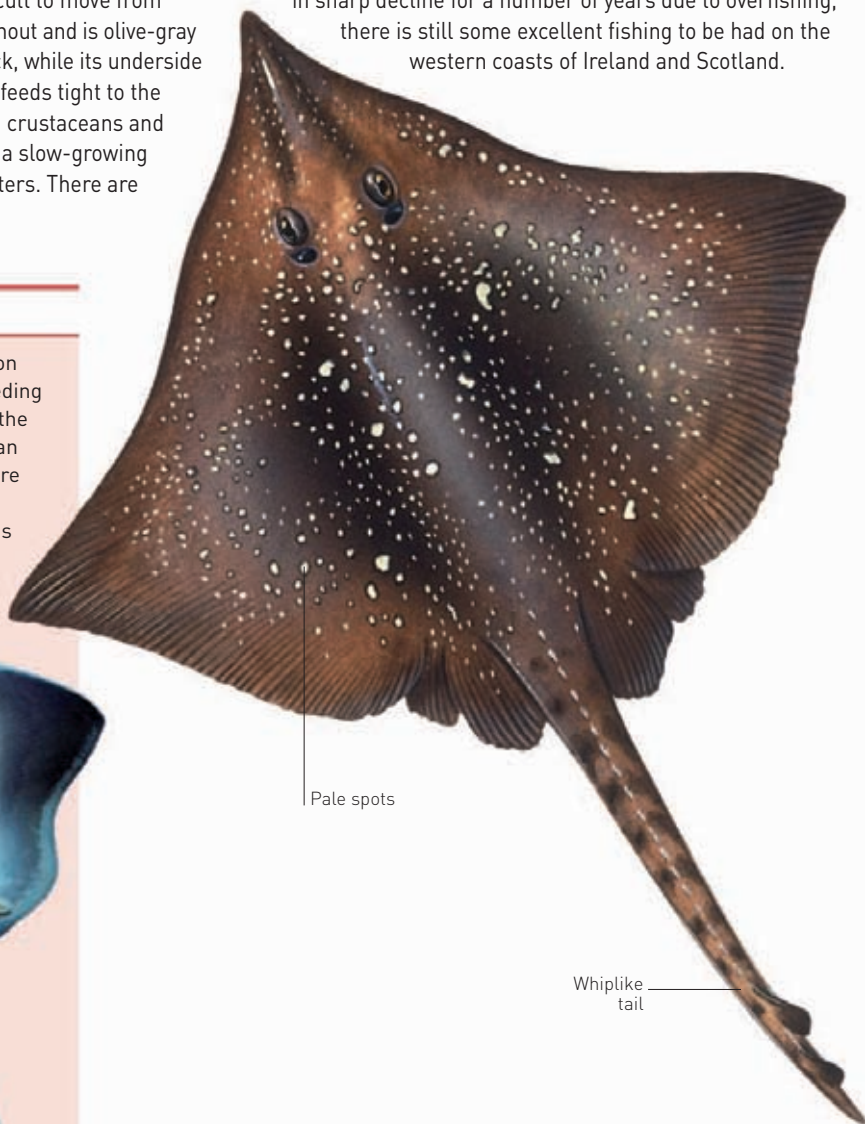 cult to move from
nout and is olive-gray
ck, while its underside
feeds tight to the
crustaceans and
a slow-growing
ters. There are
in sharp decline for a number of years due to overfishing,
there is still some excellent fishing to be had on the
western coasts of Ireland and Scotland.
on
eding
the
an
re
s
Pale spots
Whiplike
tail